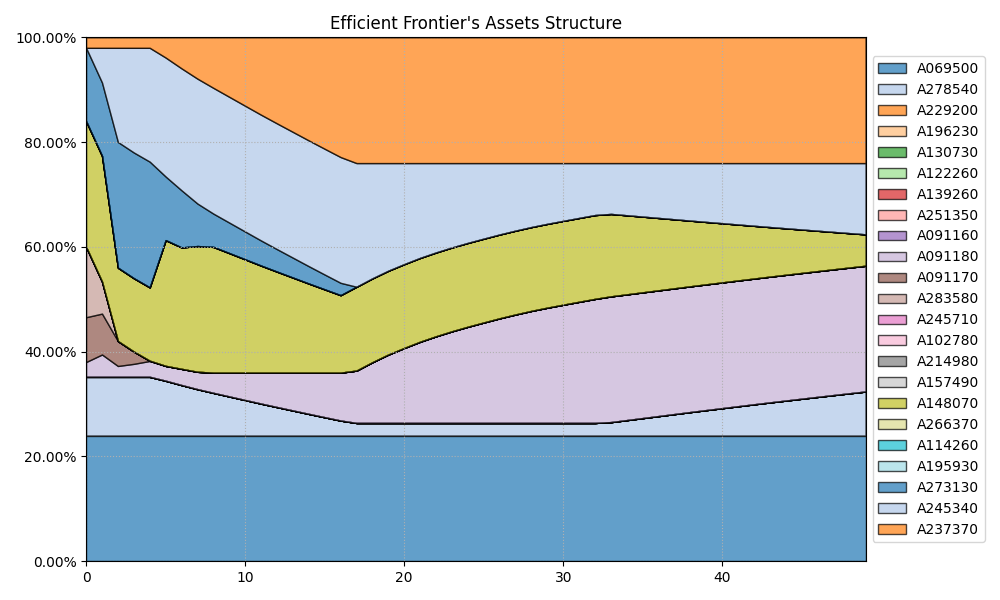 Efficient Frontier's Assets Structure
100.00%
80.00%
60.00%
40.00%
20.00%
0.00%
0
10
20
30
40
A069500
A278540
A229200
A196230
A130730
A122260
A139260
A251350
A091160
A091180
A091170
A283580
A245710
A102780
A214980
A157490
A148070
A266370
A114260
A195930
A273130
A245340
A237370